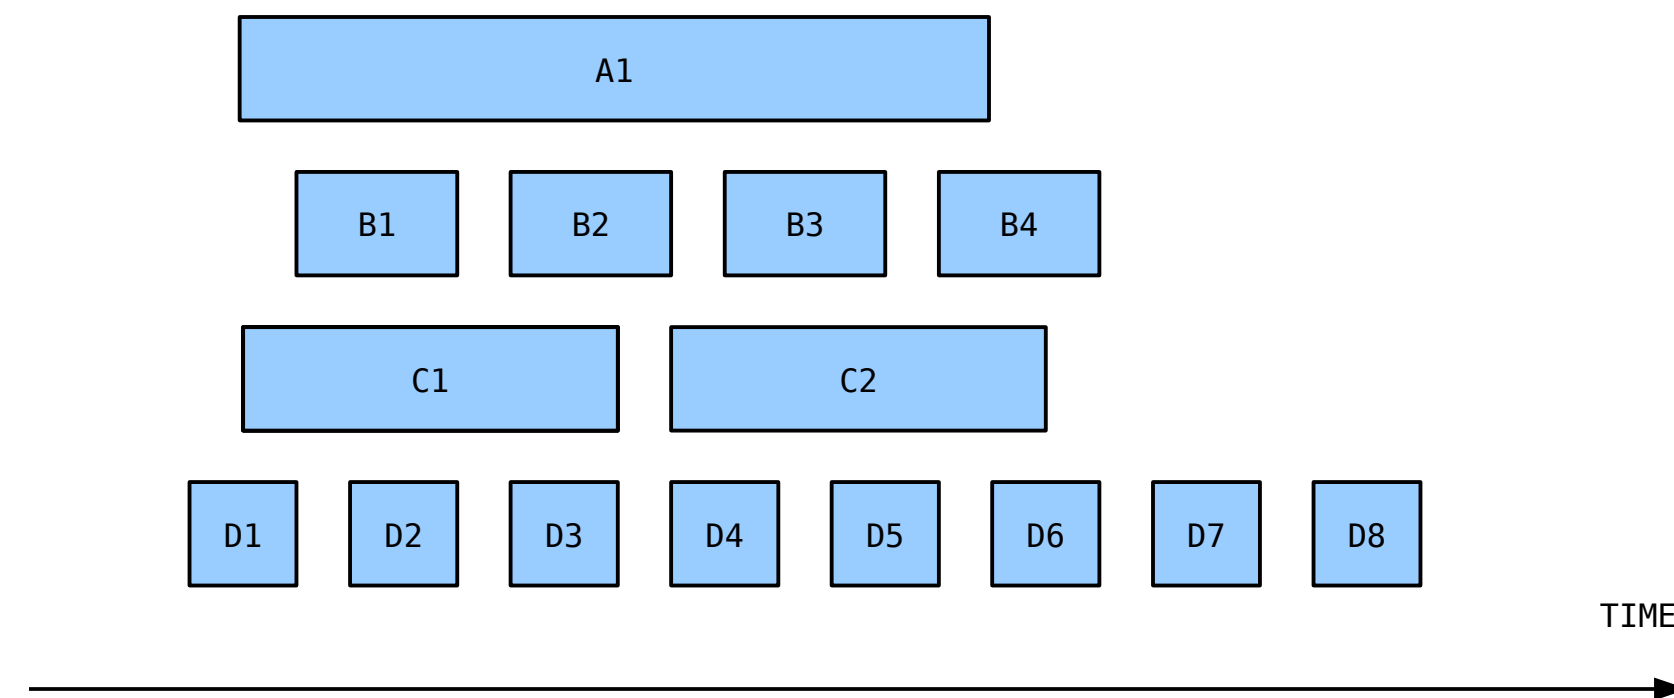 A1
B1 B2 B3 B4
C1 C2
D1 D2 D3 D4 D5 D6 D7 D8
TIME